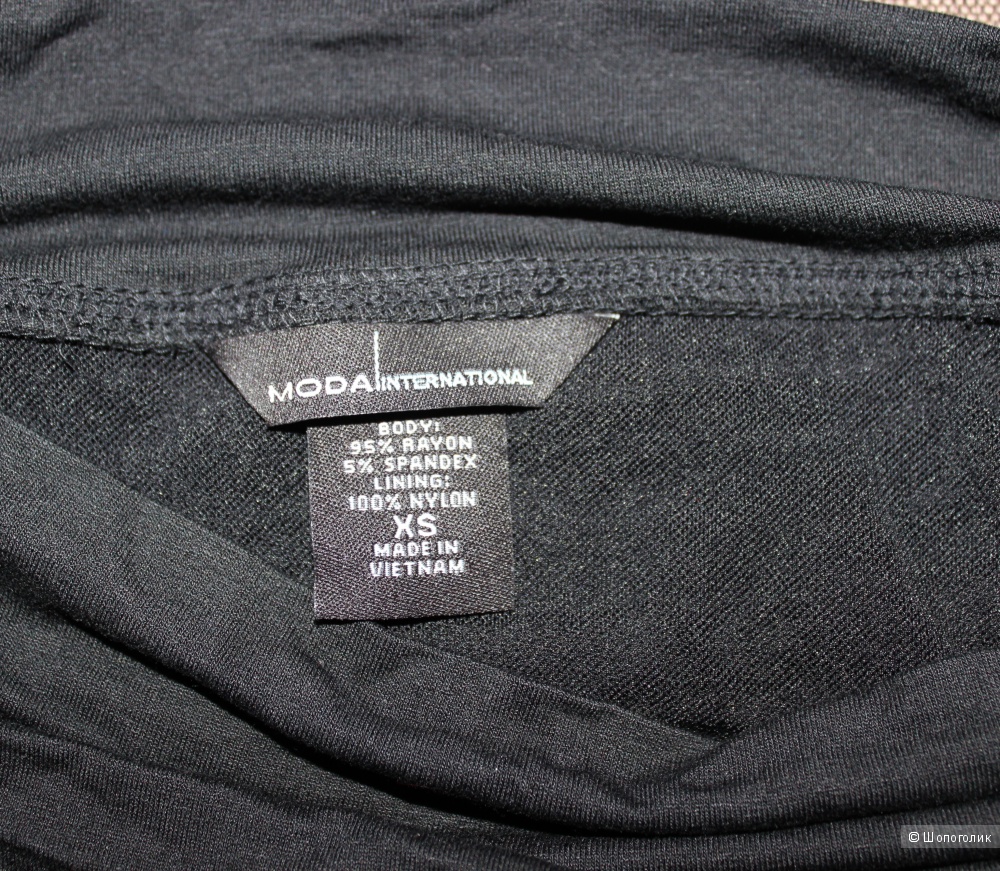 MODA INTERNATIONAL
BODY:
95% RAYON
5% SPANDEX
LINING:
100% NYLON
XS
MADE IN
VIETNAM
© Шопоголик